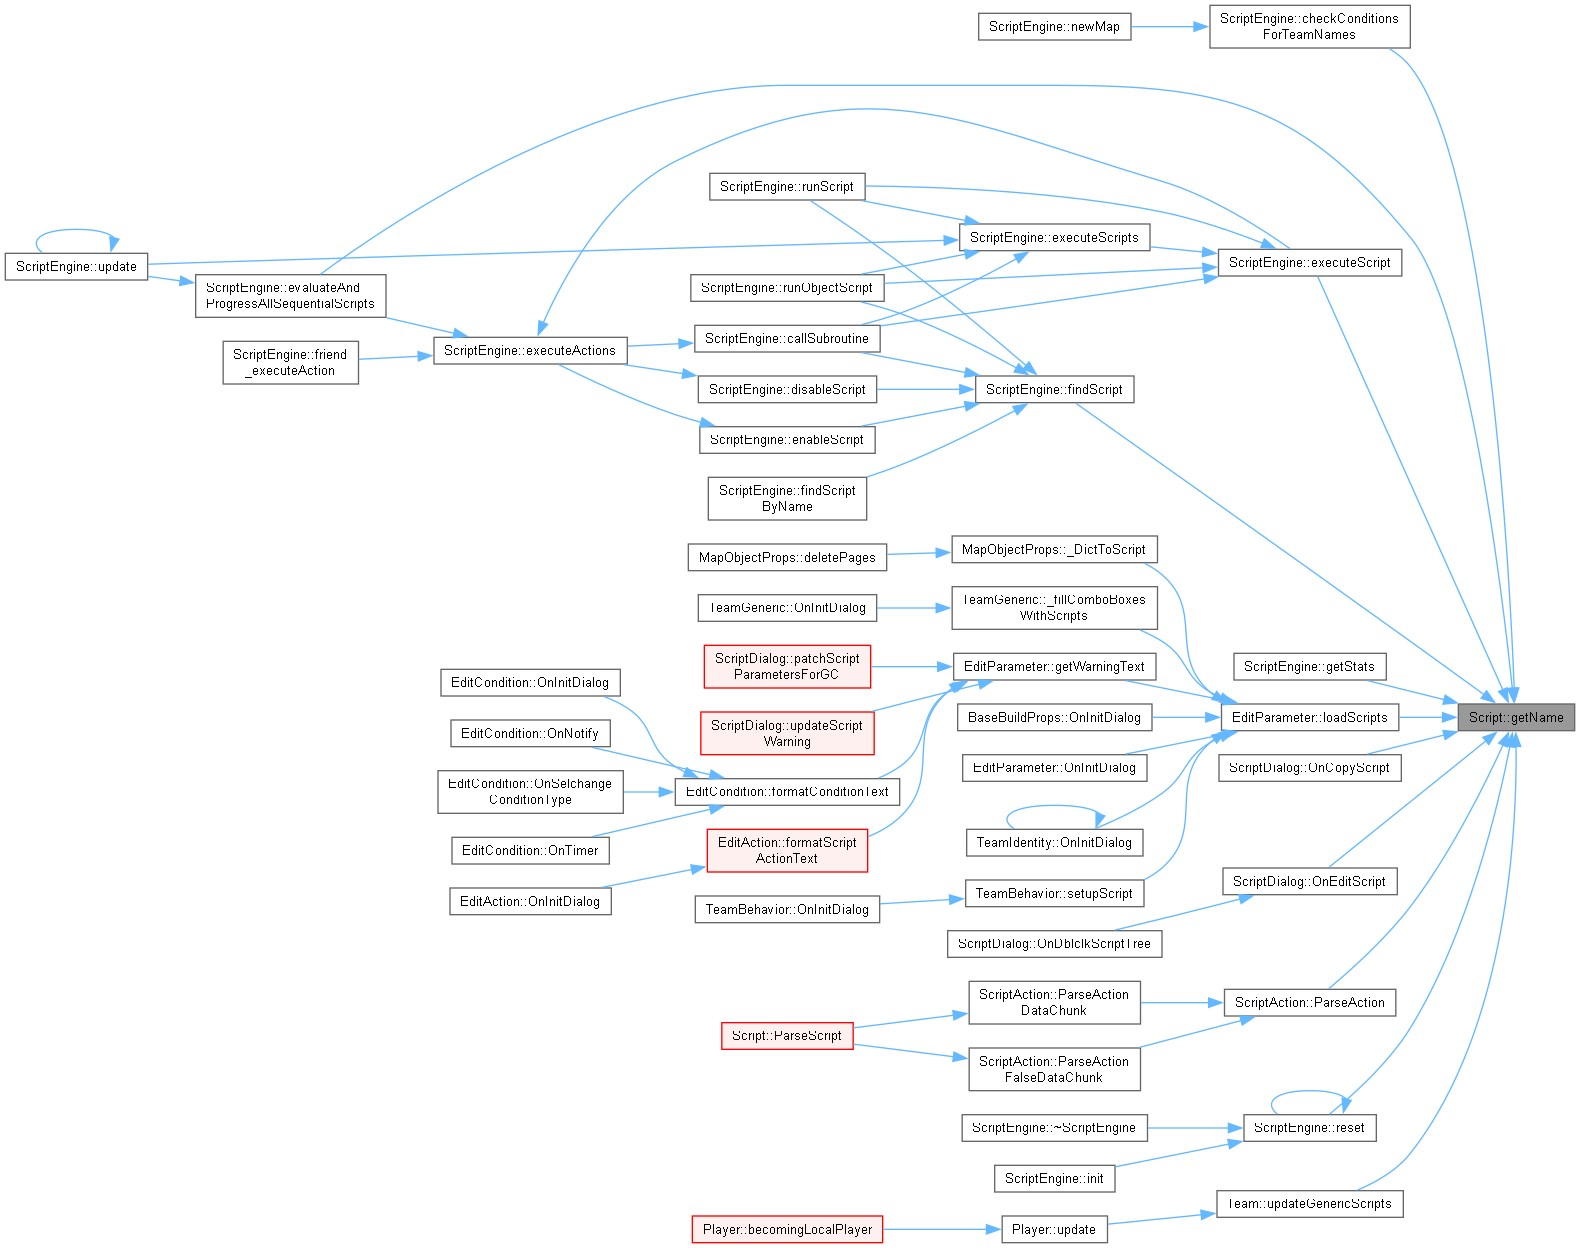 ScriptEngine::newMap
ScriptEngine::checkConditions
ForTeamNames
ScriptEngine::runScript
ScriptEngine::executeScripts
ScriptEngine::executeScript
ScriptEngine::update
ScriptEngine::evaluateAnd
ProgressAllSequentialScripts
ScriptEngine::runObjectScript
ScriptEngine::callSubroutine
ScriptEngine::executeActions
ScriptEngine::friend
_executeAction
ScriptEngine::disableScript
ScriptEngine::findScript
ScriptEngine::enableScript
ScriptEngine::findScript
ByName
MapObjectProps::deletePages
MapObjectProps::_DictToScript
TeamGeneric::OnInitDialog
TeamGeneric::_fillComboBoxes
WithScripts
ScriptDialog::patchScript
ParametersForGC
EditParameter::getWarningText
ScriptEngine::getStats
EditCondition::OnInitDialog
ScriptDialog::updateScript
Warning
BaseBuildProps::OnInitDialog
EditParameter::loadScripts
Script::getName
EditCondition::OnNotify
EditParameter::OnInitDialog
ScriptDialog::OnCopyScript
EditCondition::OnSelchange
ConditionType
EditCondition::formatConditionText
EditCondition::OnTimer
EditAction::formatScript
ActionText
TeamIdentity::OnInitDialog
EditAction::OnInitDialog
TeamBehavior::OnInitDialog
TeamBehavior::setupScript
ScriptDialog::OnEditScript
ScriptDialog::OnDblclkScriptTree
ScriptAction::ParseAction
DataChunk
ScriptAction::ParseAction
Script::ParseScript
ScriptAction::ParseAction
FalseDataChunk
ScriptEngine::~ScriptEngine
ScriptEngine::reset
ScriptEngine::init
Team::updateGenericScripts
Player::becomingLocalPlayer
Player::update